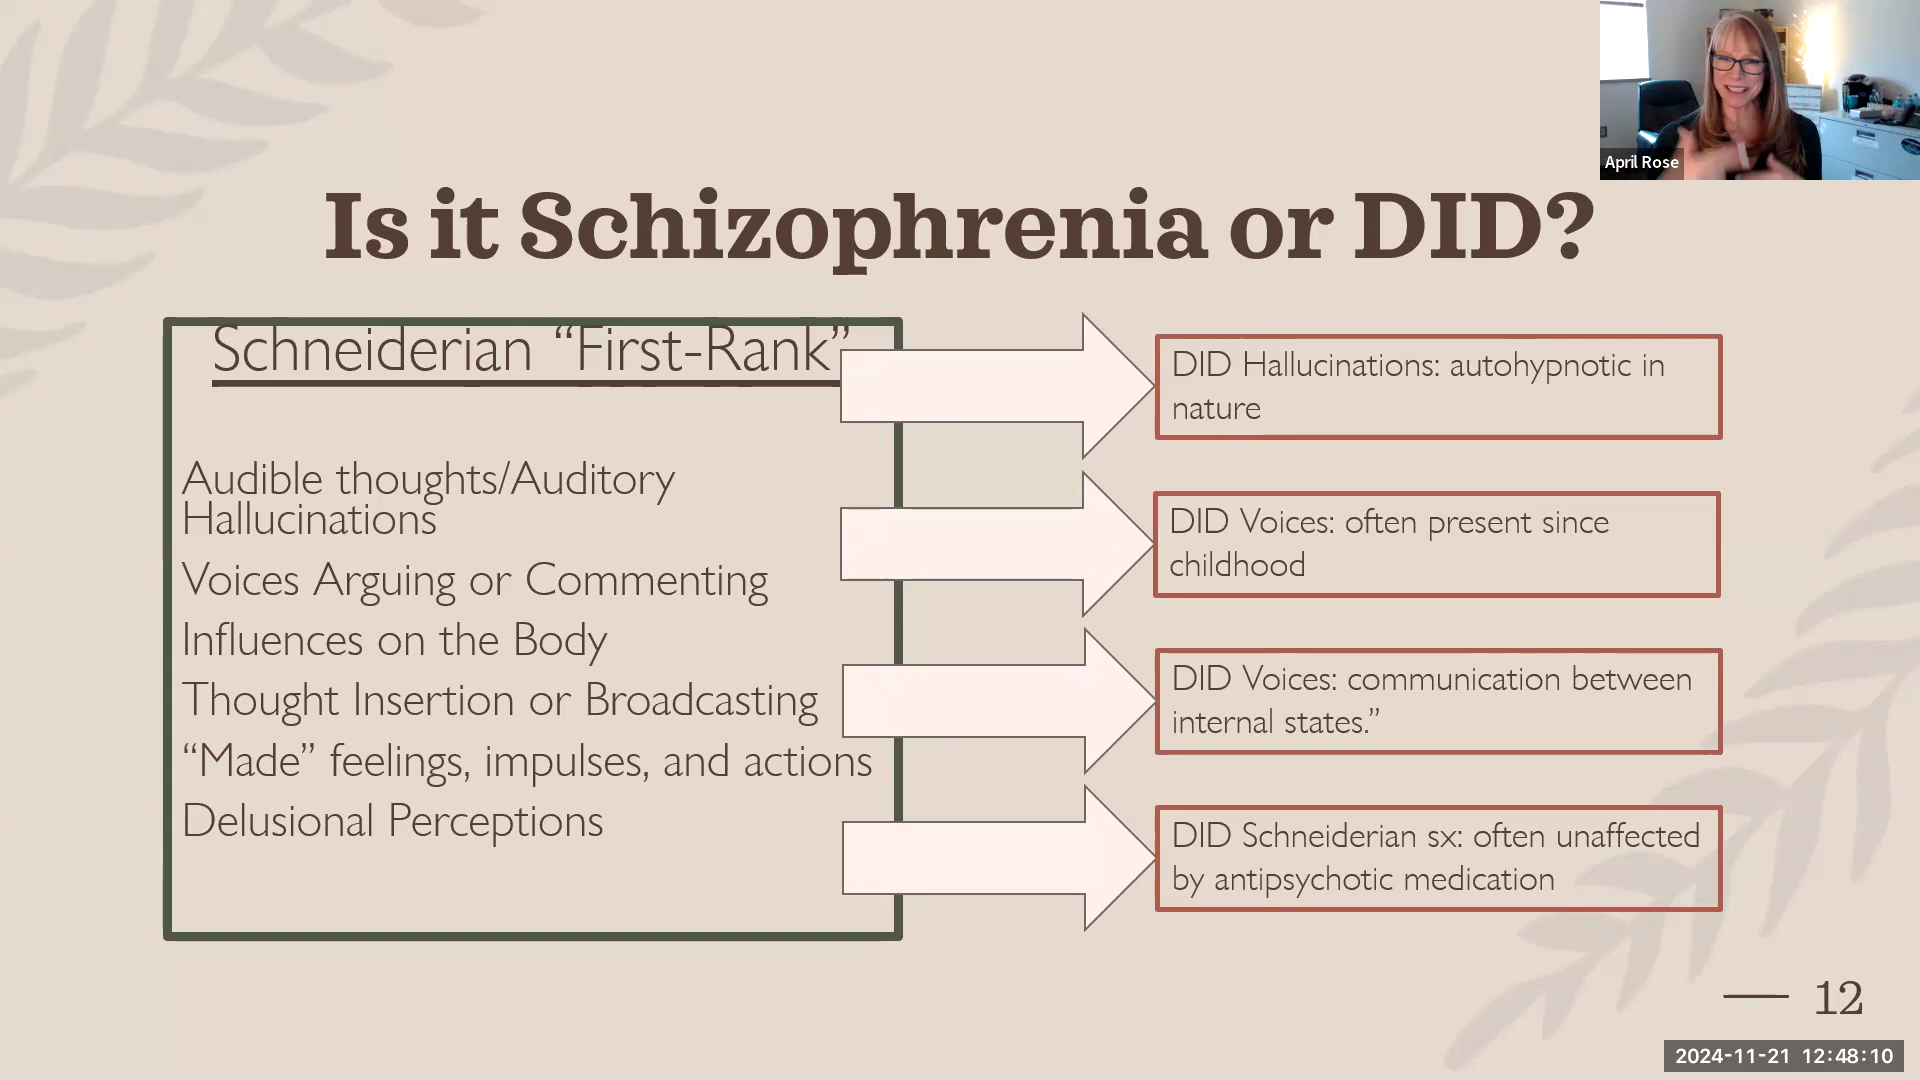 April Rose
Is it Schizophrenia or DID?
Schneiderian “First-Rank”
Audible thoughts/Auditory
Hallucinations
Voices Arguing or Commenting
Influences on the Body
Thought Insertion or Broadcasting
“Made” feelings, impulses, and actions
Delusional Perceptions
DID Hallucinations: autohypnotic in
nature
DID Voices: often present since
childhood
DID Voices: communication between
internal states.”
DID Schneiderian sx: often unaffected
by antipsychotic medication
12
2024-11-21 12:48:10